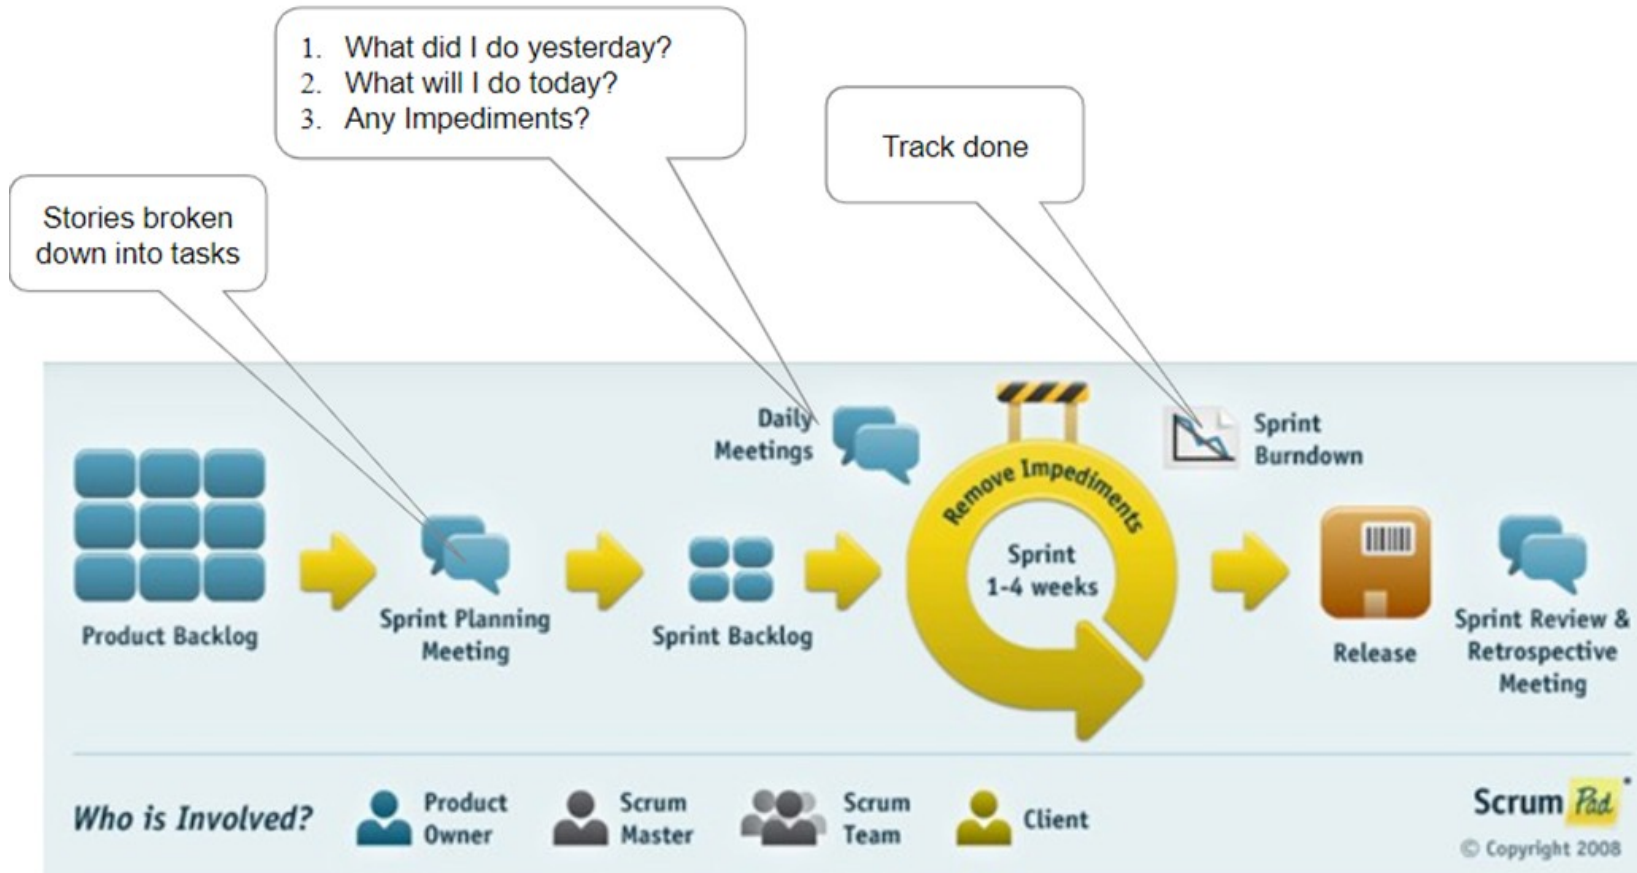 1. What did I do yesterday?
2. What will I do today?
3. Any Impediments?
Track done
Stories broken
down into tasks
Daily
Meetings
Remove Impediments
Sprint
1-4 weeks
Sprint
Burndown
Product Backlog
Sprint Planning
Meeting
Sprint Backlog
Release
Sprint Review &
Retrospective
Meeting
Who is Involved?
Product
Owner
Scrum
Master
Scrum
Team
Client
Scrum Pad
© Copyright 2008